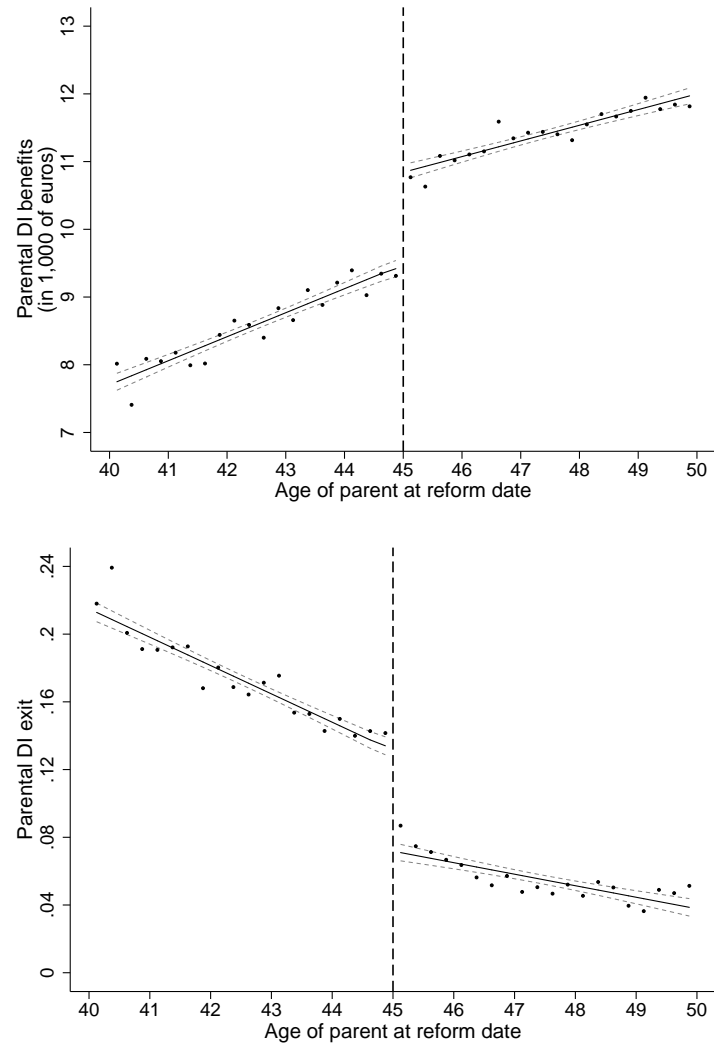 13
12
11
10
9
8
7
Parental DI benefits
(in 1,000 of euros)
40 41 42 43 44 45 46 47 48 49 50
Age of parent at reform date
.24
.2
.16
.12
.08
.04
0
Parental DI exit
40 41 42 43 44 45 46 47 48 49 50
Age of parent at reform date